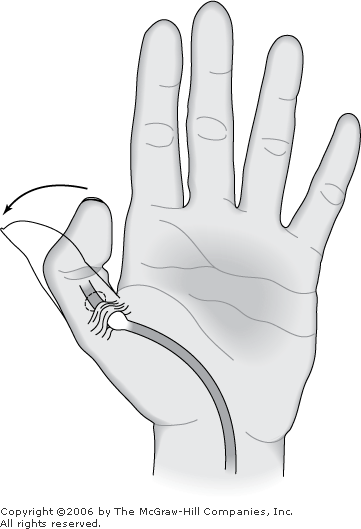 Copyright ©2006 by The McGraw-Hill Companies, Inc.
All rights reserved.